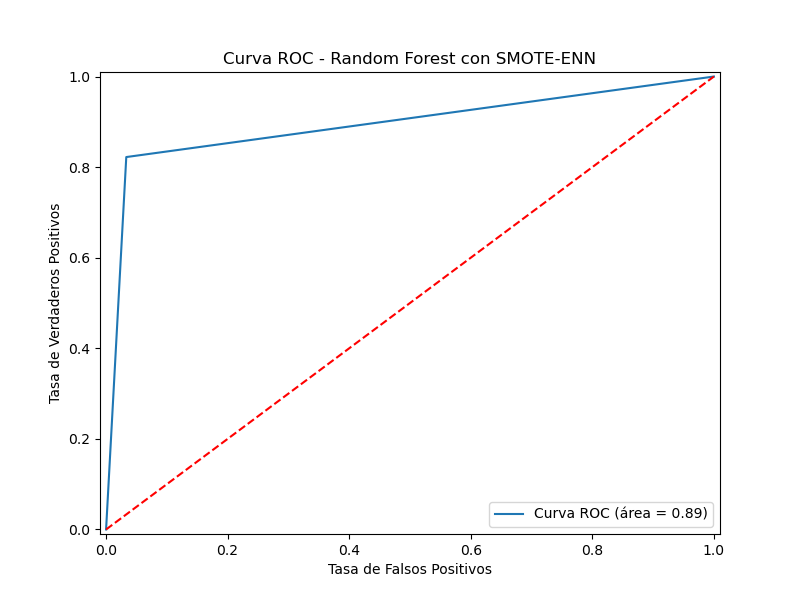 Curva ROC - Random Forest con SMOTE-ENN
1.0
0.8
0.6
0.4
0.2
0.0
Tasa de Verdaderos Positivos
Curva ROC (área = 0.89)
0.0 0.2 0.4 0.6 0.8 1.0
Tasa de Falsos Positivos